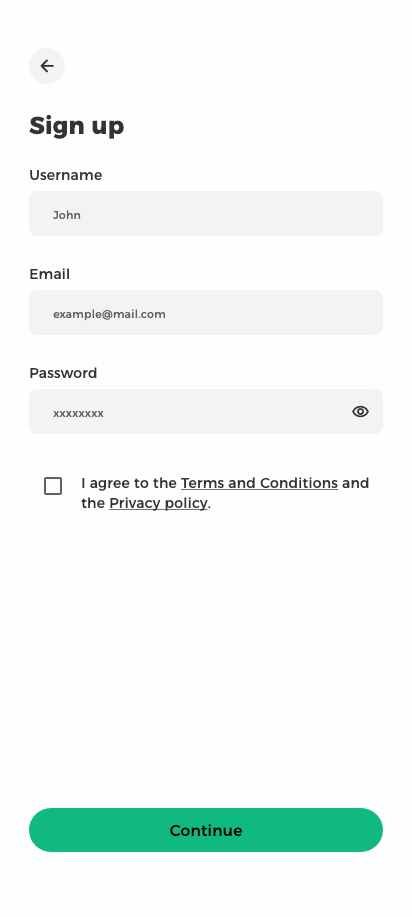 Sign up
Username
John
Email
example@mail.com
Password
xxxxxxxx
I agree to the Terms and Conditions and
the Privacy policy.
Continue